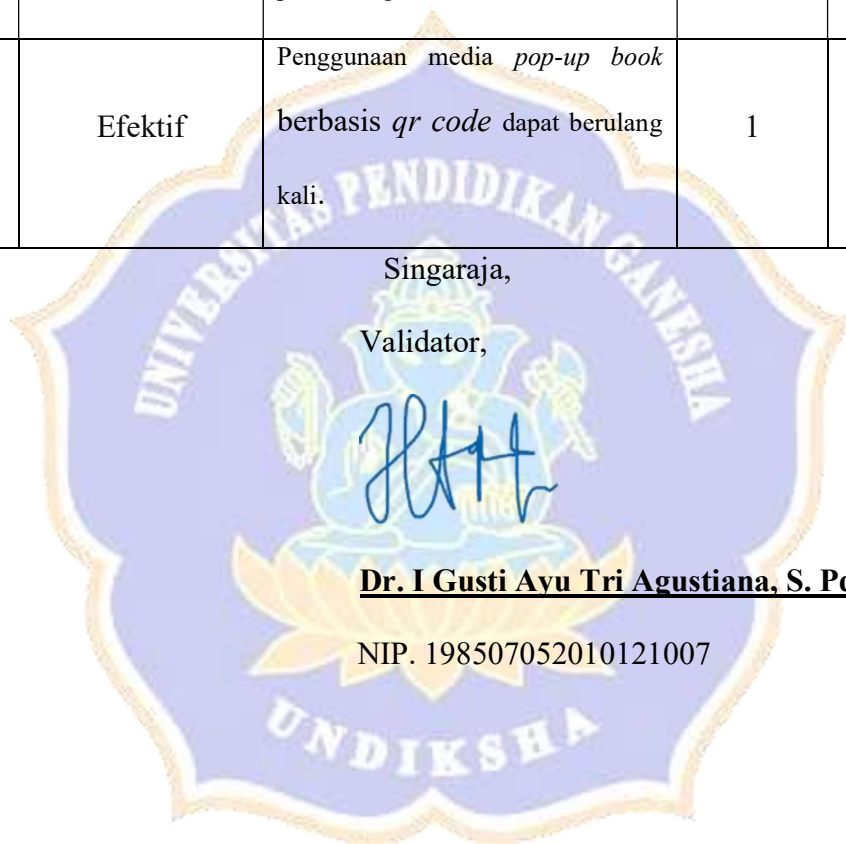 Penggunaan media pop-up book
Efektif
berbasis qr code dapat berulang
1
kali.
UNIVERSITAS PENDIDIKAN GANESHA
Singaraja,
Validator,
Dr. I Gusti Ayu Tri Agustiana, S. Po
NIP. 198507052010121007
UNDIKSHA